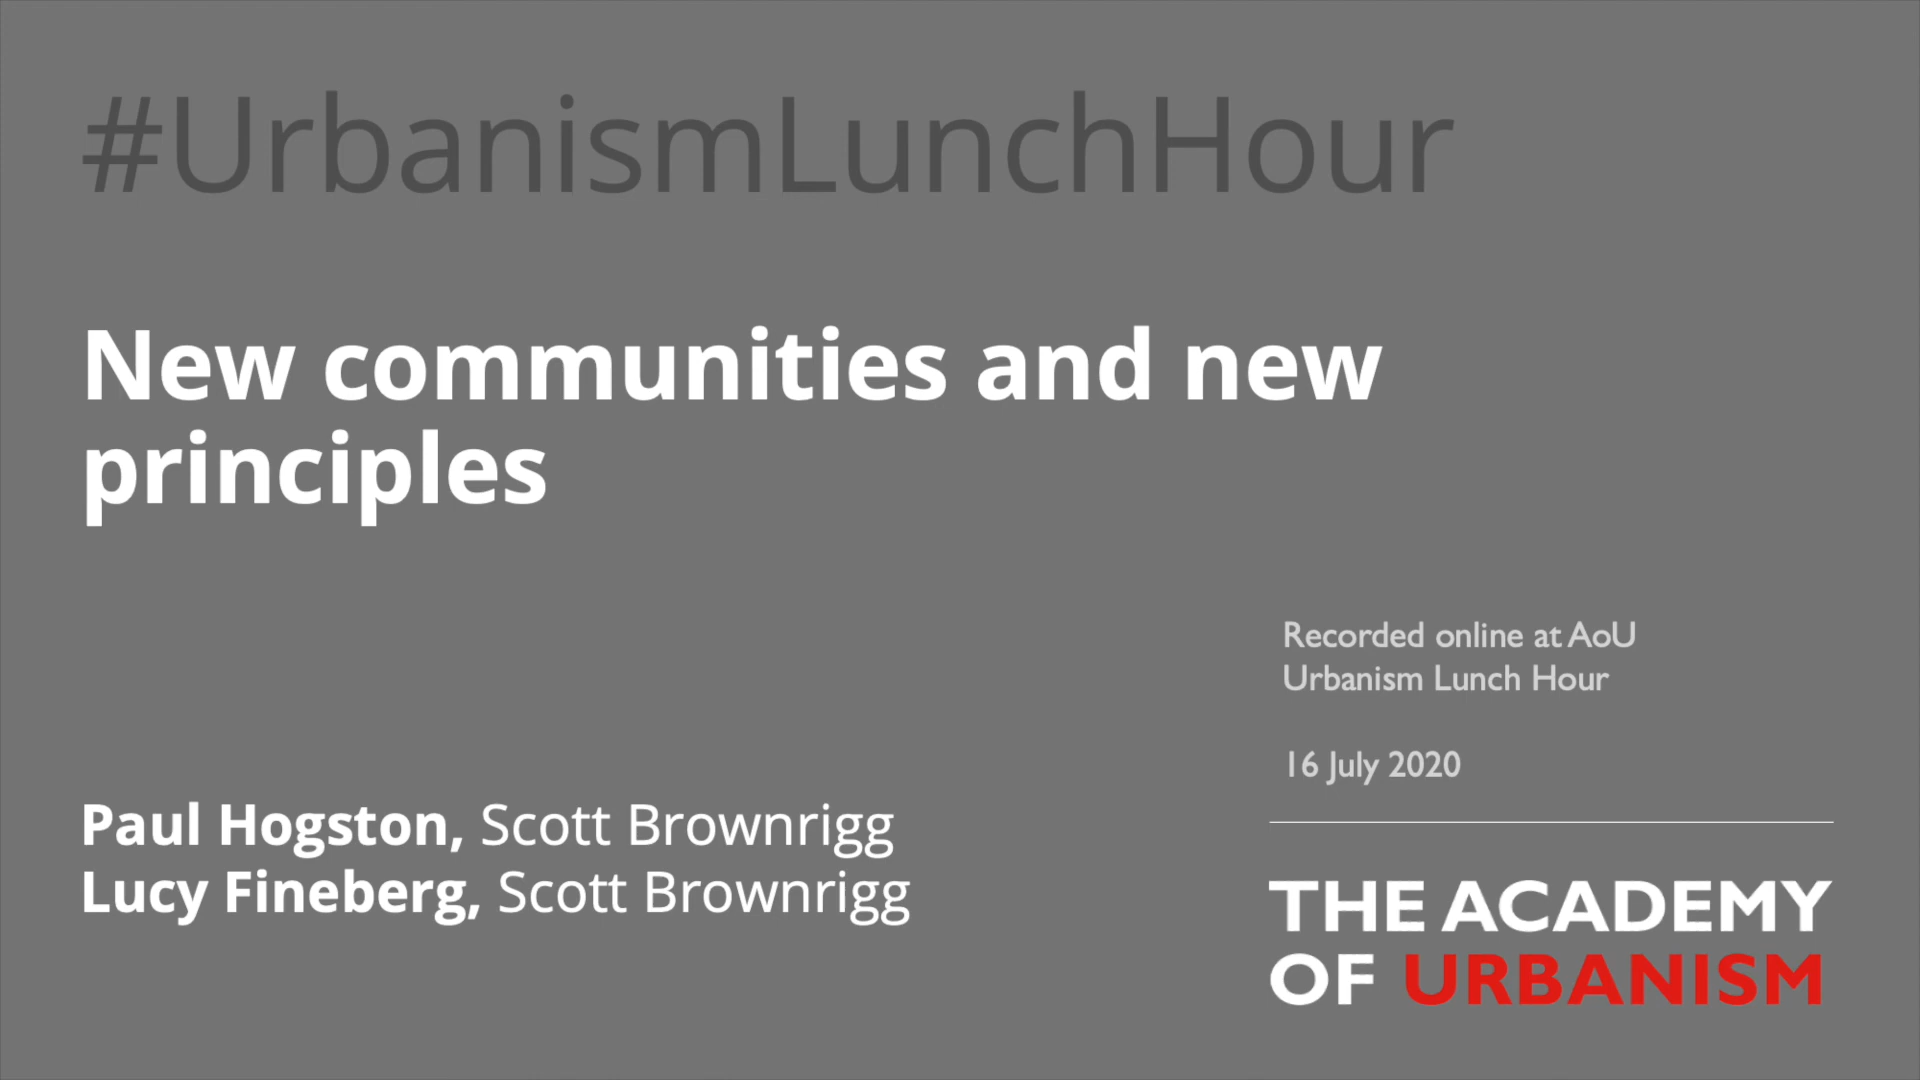 #UrbanismLunchHour
New communities and new
principles
Recorded online at AoU
Urbanism Lunch Hour
16 July 2020
Paul Hogston, Scott Brownrigg
Lucy Fineberg, Scott Brownrigg
THE ACADEMY
OF URBANISM